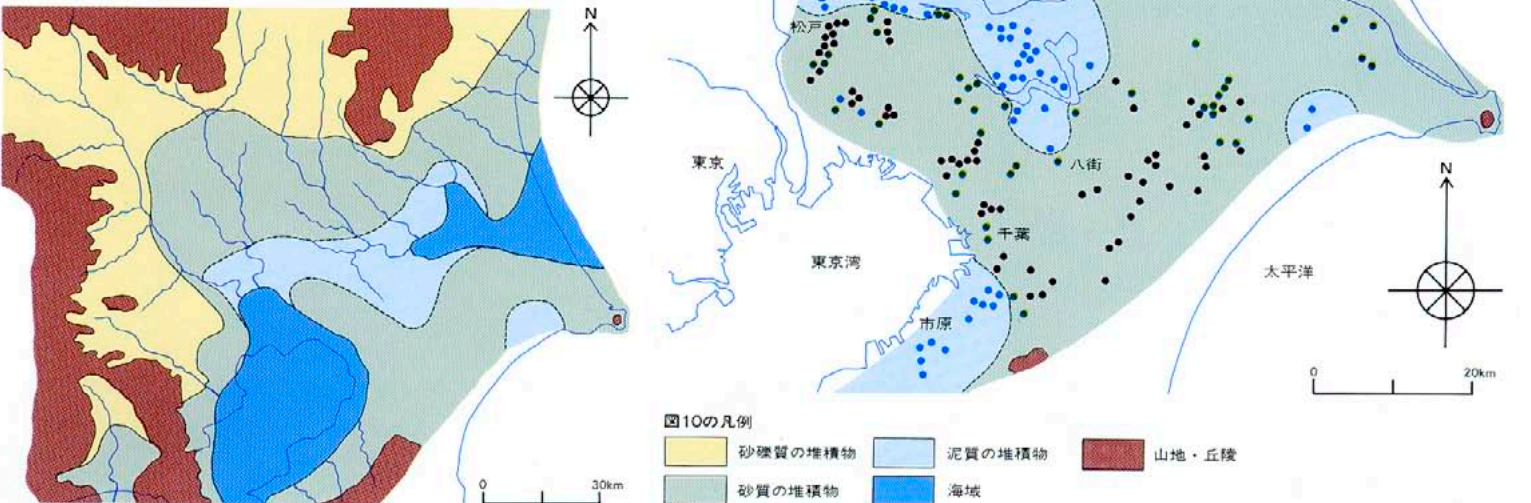 N
0 30km
松戸
東京
八街
千葉
東京湾
市原
太平洋
N
0 20km
図10の凡例
砂礫質の堆積物
泥質の堆積物
山地・丘陵
砂質の堆積物
海域